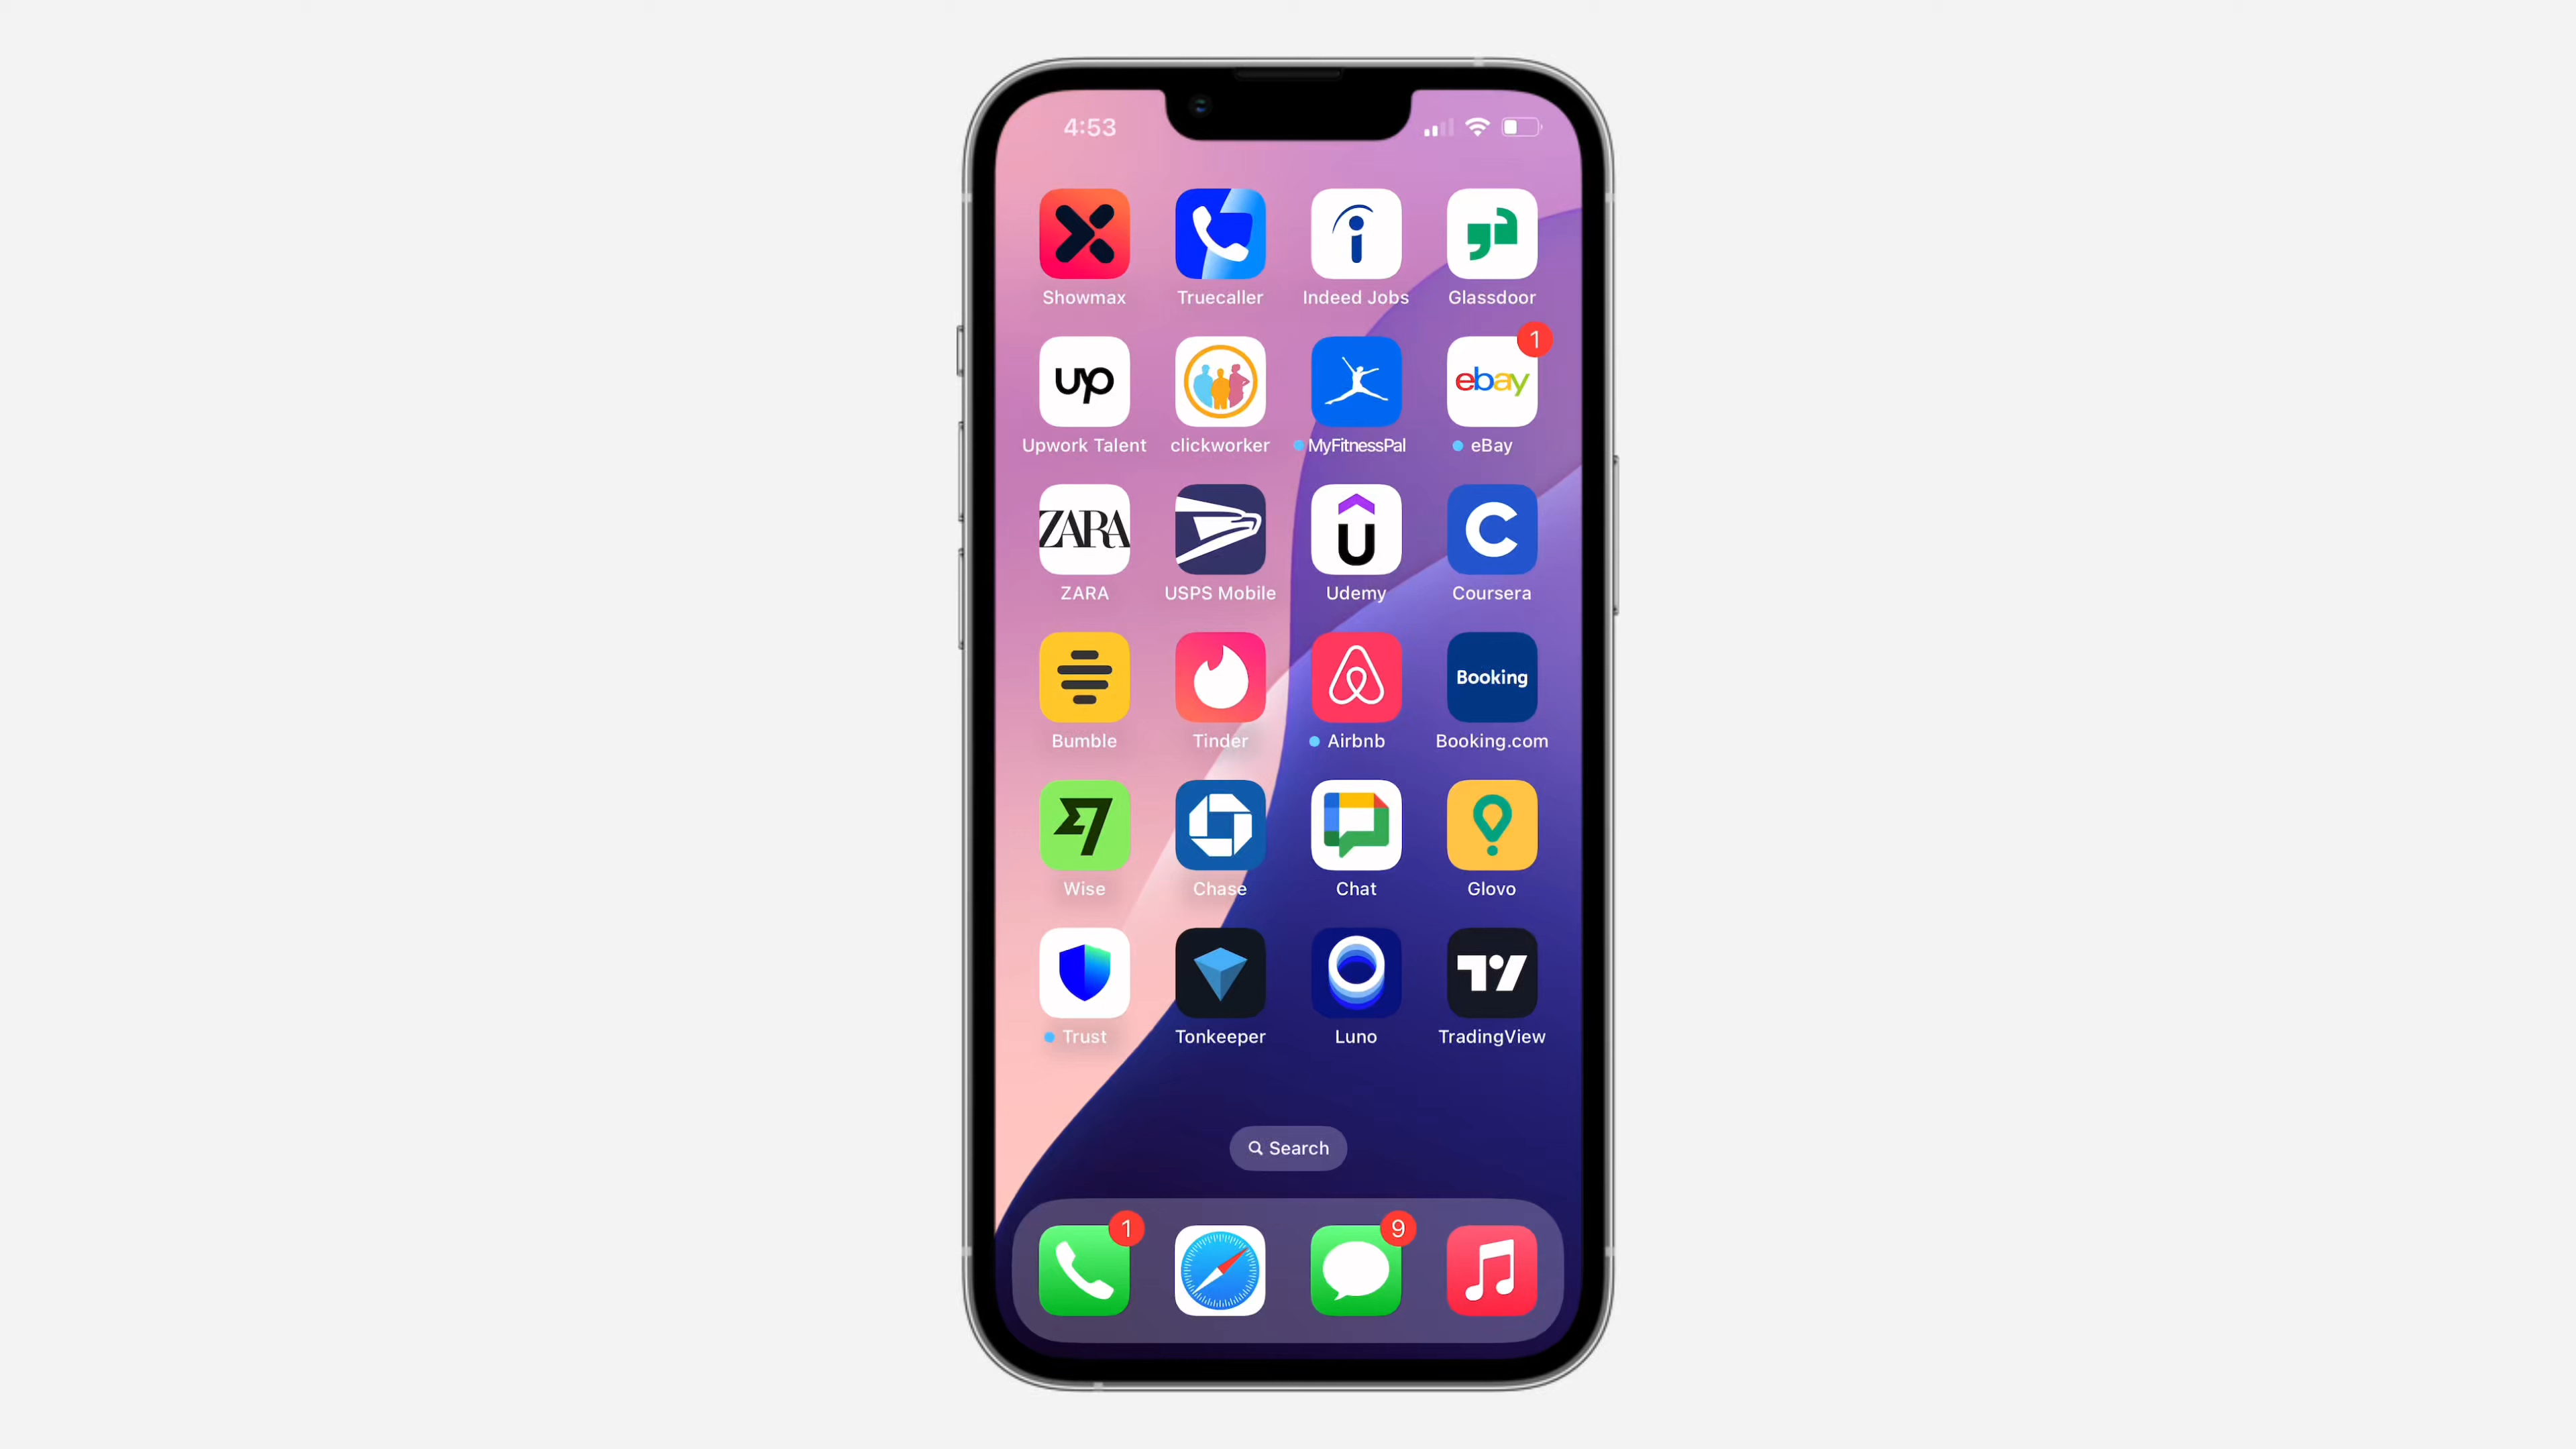 4:53
Showmax Truecaller Indeed Jobs Glassdoor
up ebay 1
Upwork Talent clickworker MyFitnessPal eBay
ZARA
ZARA USPS Mobile Udemy Coursera
Booking
Bumble Tinder Airbnb Booking.com
Wise Chase Chat Glovo
Trust Tonkeeper Luno TradingView
Search
1 9